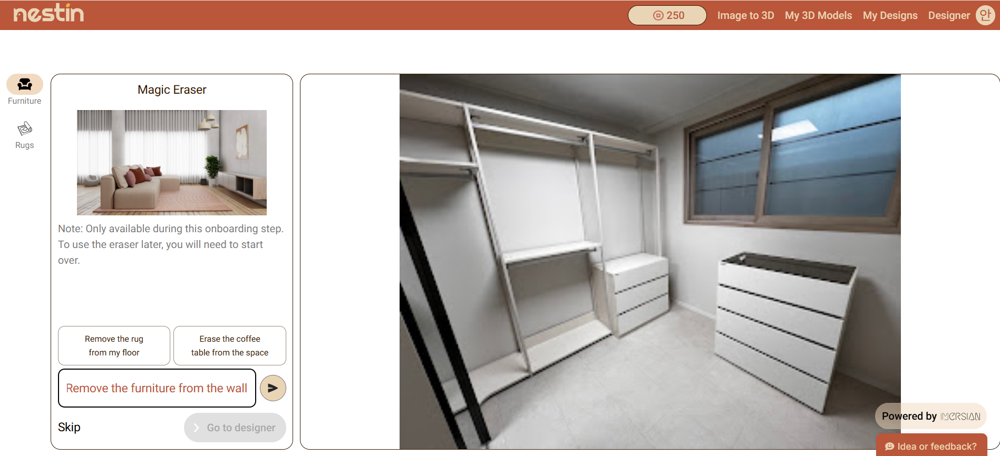 nestin
250
Image to 3D
My 3D Models
My Designs
Designer
안
Furniture
Rugs
Magic Eraser
Note: Only available during this onboarding step.
To use the eraser later, you will need to start
over.
Remove the rug
from my floor
Erase the coffee
table from the space
Remove the furniture from the wall
Skip
Go to designer
Powered by IMERSIAN
Idea or feedback?